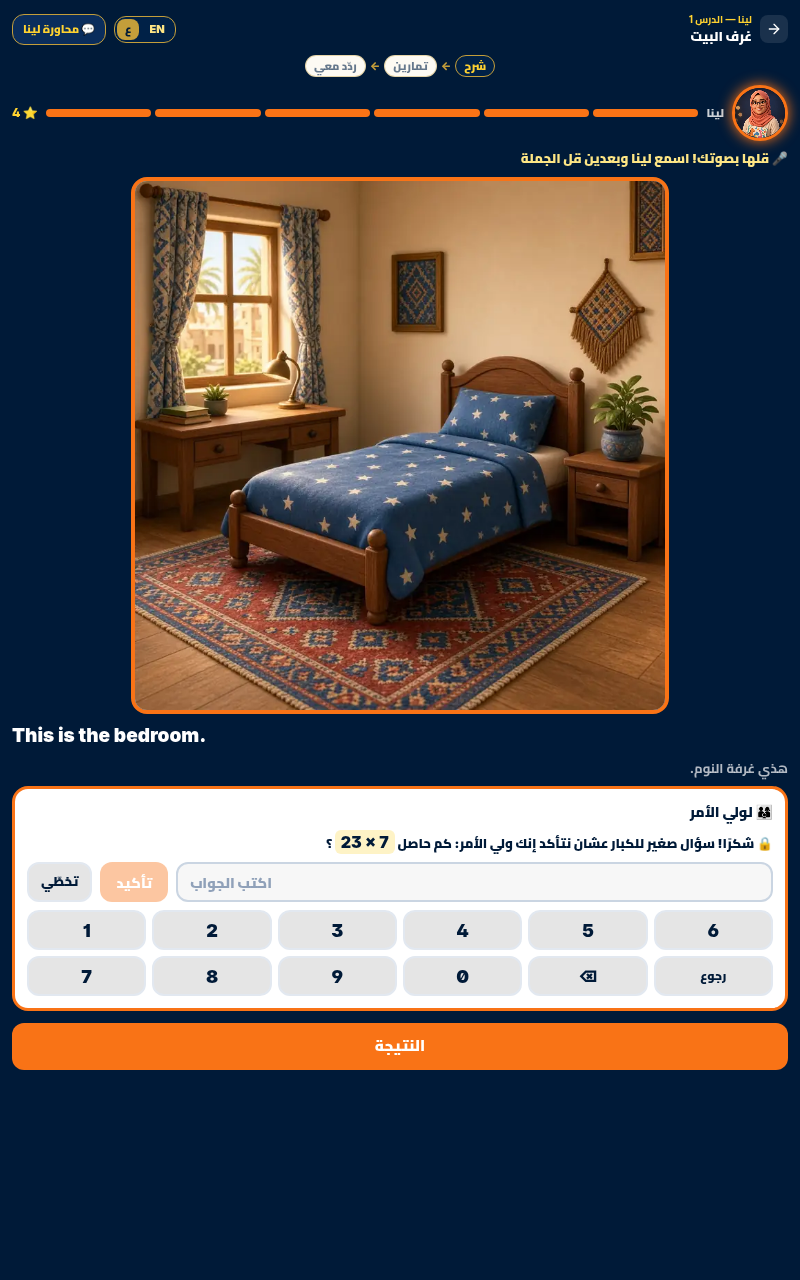 لينا — الدرس 1
غرف البيت
EN
ع
💬 محاورة لينا
شرح ← تمارين ← ردّد معي
لينا
⭐ 4
🎤 قلها بصوتك! اسمع لينا وبعدين قل الجملة
This is the bedroom.
هذي غرفة النوم.
👨‍👩‍👦 لولي الأمر
🔒 شكرًا! سؤال صغير للكبار عشان نتأكد إنك ولي الأمر: كم حاصل 23 × 7 ؟
اكتب الجواب
تأكيد
تخطّي
1 2 3 4 5 6
7 8 9 0 ⌫ رجوع
النتيجة